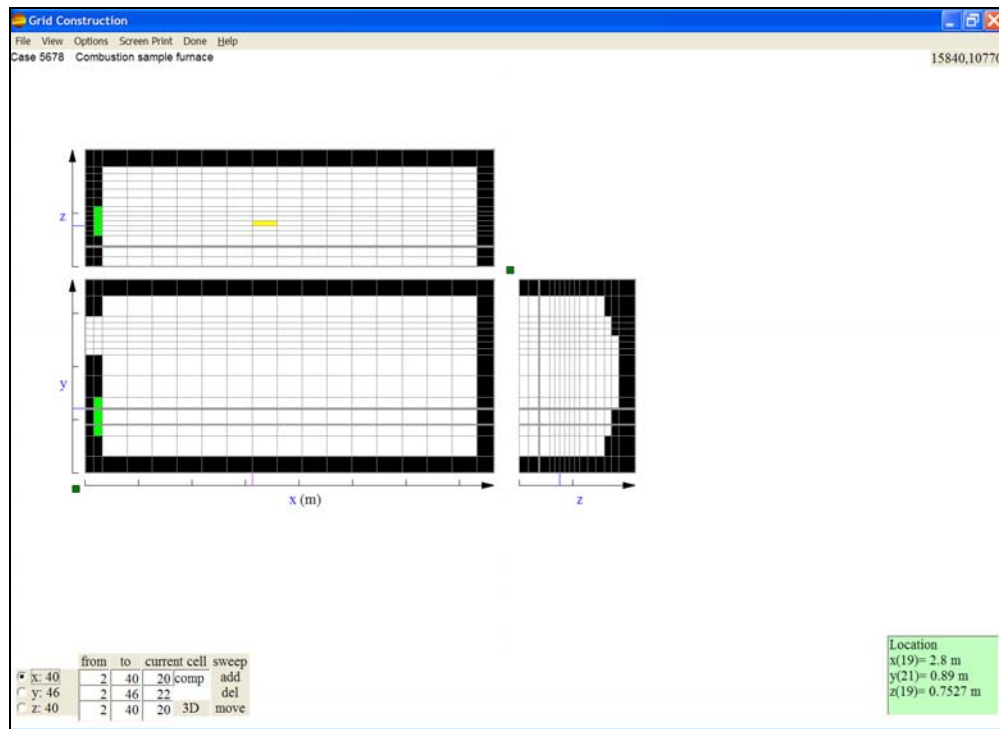 Grid Construction
File View Options Screen Print Done Help
Case 5678 Combustion sample furnace
15840,10770
z
y
x (m)
z
from to current cell sweep
x: 40 2 40 20 comp add
y: 46 2 46 22 del
z: 40 2 40 20 3D move
Location
x(19)= 2.8 m
y(21)= 0.89 m
z(19)= 0.7527 m